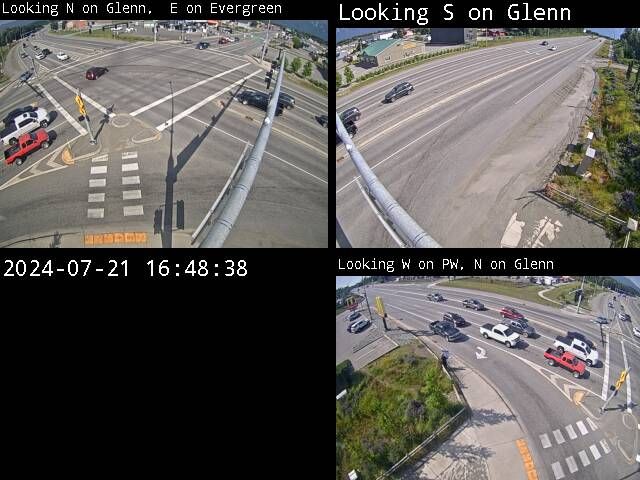 Looking N on Glenn,  E on Evergreen
Looking S on Glenn
2024-07-21 16:48:38
Looking W on PW, N on Glenn